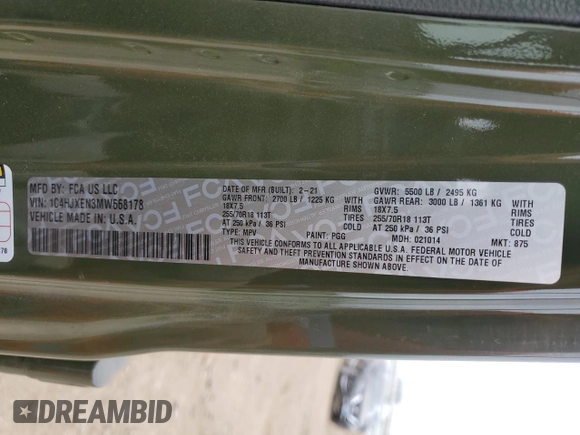 MFD BY: FCA US LLC
VIN: 1C4HJXEN3MW568178
VEHICLE MADE IN U.S.A.
DATE OF MFR (BUILT): 2-21
GAWR FRONT: 2700 LB / 1225 KG WITH
18X7.5 RIMS
255/70R18 113T TIRES
AT 250 kPa / 36 PSI COLD
TYPE: MPV PAINT: PGG
GVWR: 5500 LB / 2495 KG
GAWR REAR: 3000 LB / 1361 KG WITH
18X7.5 RIMS
255/70R18 113T TIRES
AT 250 kPa / 36 PSI COLD
MDH: 021014 MKT: 875
THIS VEHICLE CONFORMS TO ALL APPLICABLE U.S.A. FEDERAL MOTOR VEHICLE
SAFETY AND THEFT PREVENTION STANDARDS IN EFFECT ON THE DATE OF
MANUFACTURE SHOWN ABOVE.
178
DREAMBID